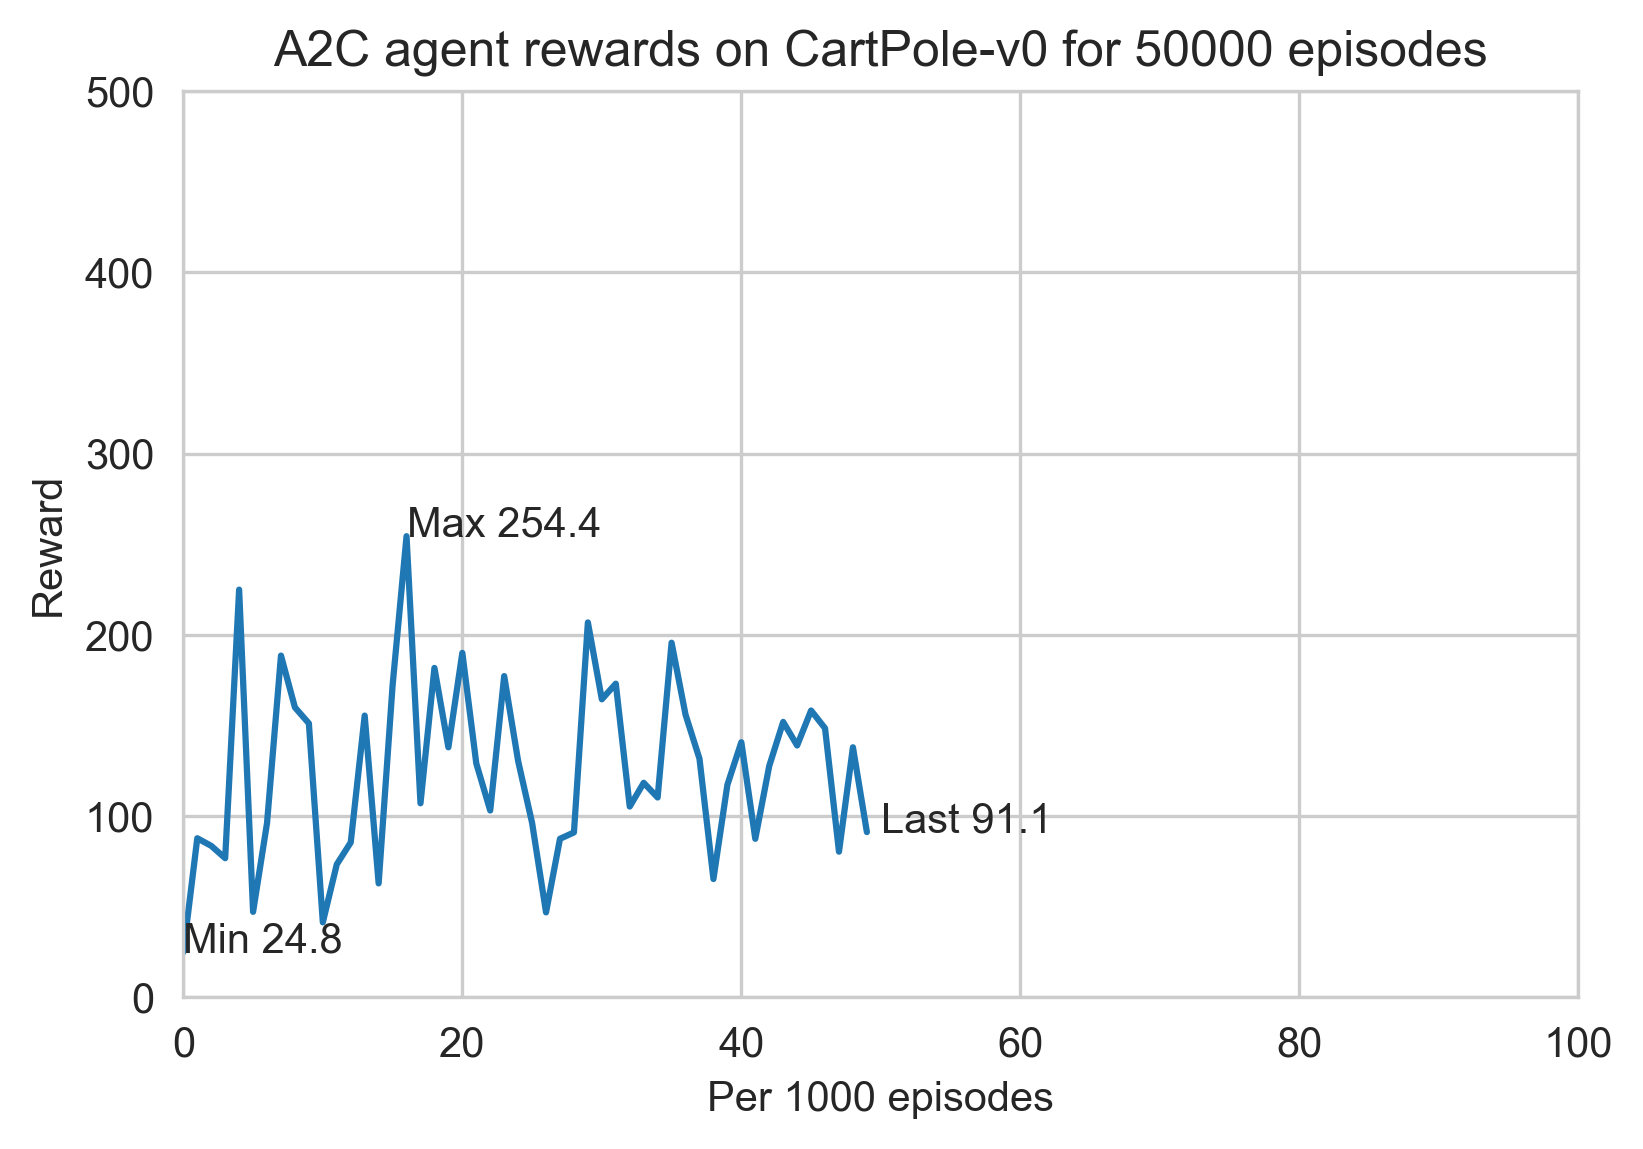 A2C agent rewards on CartPole-v0 for 50000 episodes
500
400
300
200
100
0
Reward
Max 254.4
Last 91.1
Min 24.8
0 20 40 60 80 100
Per 1000 episodes